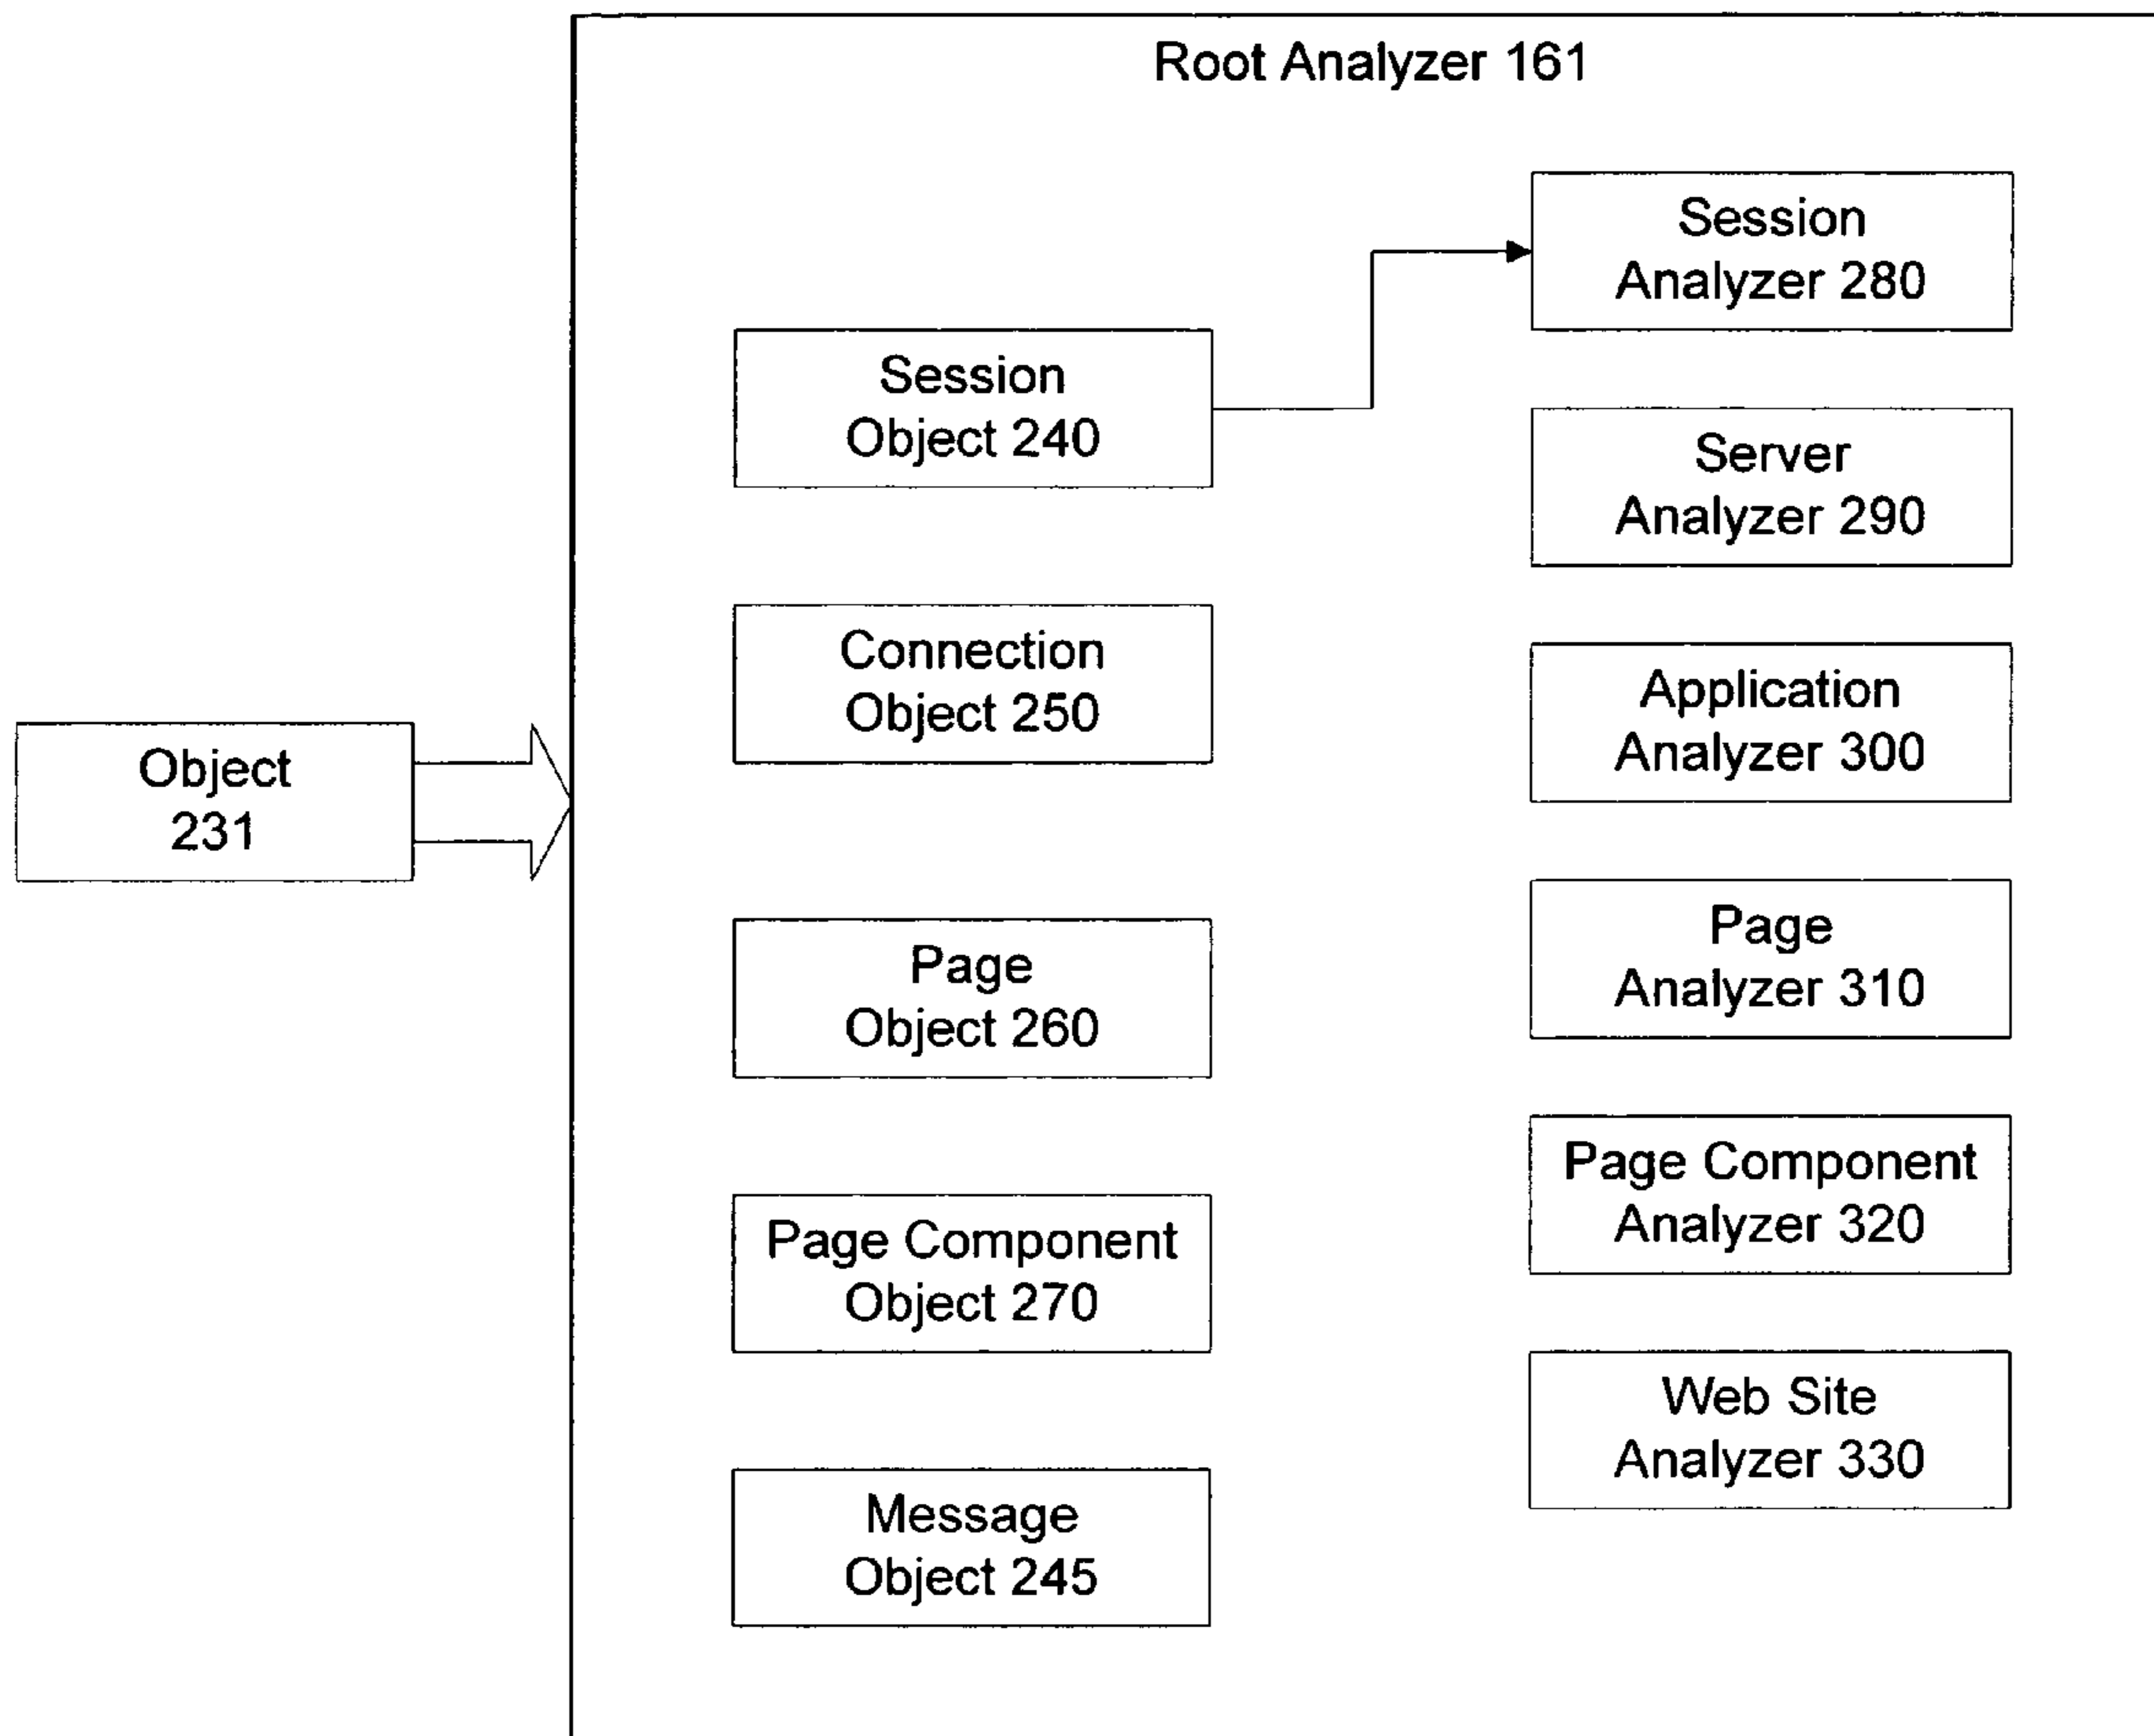 Root Analyzer 161
Object
231
Session
Object 240
Connection
Object 250
Page
Object 260
Page Component
Object 270
Message
Object 245
Session
Analyzer 280
Server
Analyzer 290
Application
Analyzer 300
Page
Analyzer 310
Page Component
Analyzer 320
Web Site
Analyzer 330